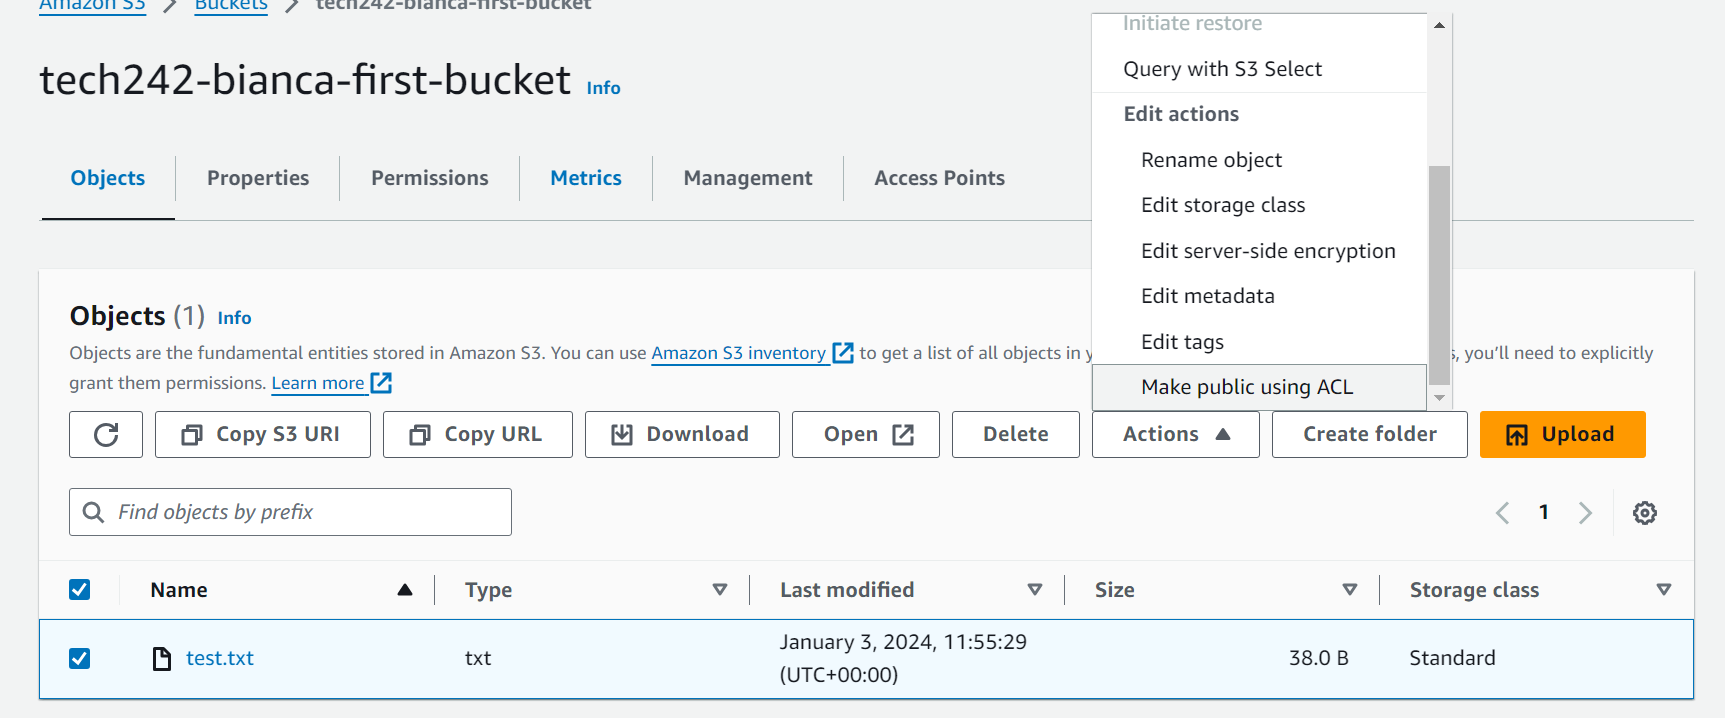 Amazon S3 > Buckets > tech242-bianca-first-bucket
tech242-bianca-first-bucket Info
Objects Properties Permissions Metrics Management Access Points
Initiate restore
Query with S3 Select
Edit actions
Rename object
Edit storage class
Edit server-side encryption
Edit metadata
Edit tags
Make public using ACL
Objects (1) Info
Objects are the fundamental entities stored in Amazon S3. You can use Amazon S3 inventory to get a list of all objects in , you’ll need to explicitly
grant them permissions. Learn more
Copy S3 URI Copy URL Download Open Delete Actions Create folder Upload
Find objects by prefix
1
Name Type Last modified Size Storage class
test.txt txt January 3, 2024, 11:55:29 38.0 B Standard
(UTC+00:00)